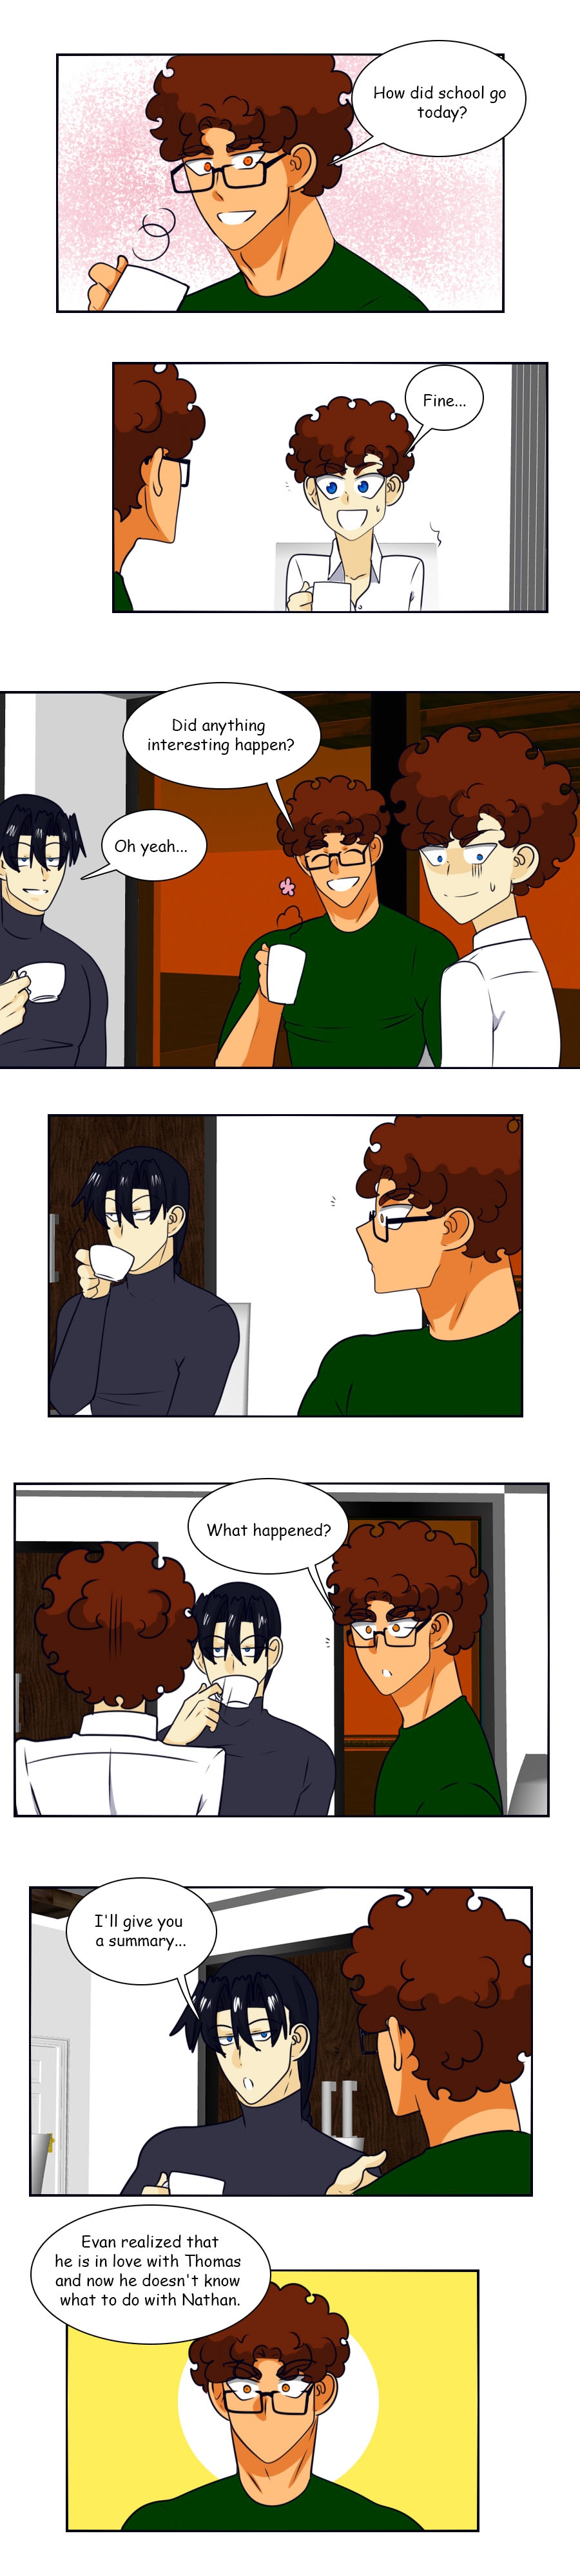 How did school go
today?
Fine...
Did anything
interesting happen?
Oh yeah...
What happened?
I'll give you
a summary...
Evan realized that
he is in love with Thomas
and now he doesn't know
what to do with Nathan.